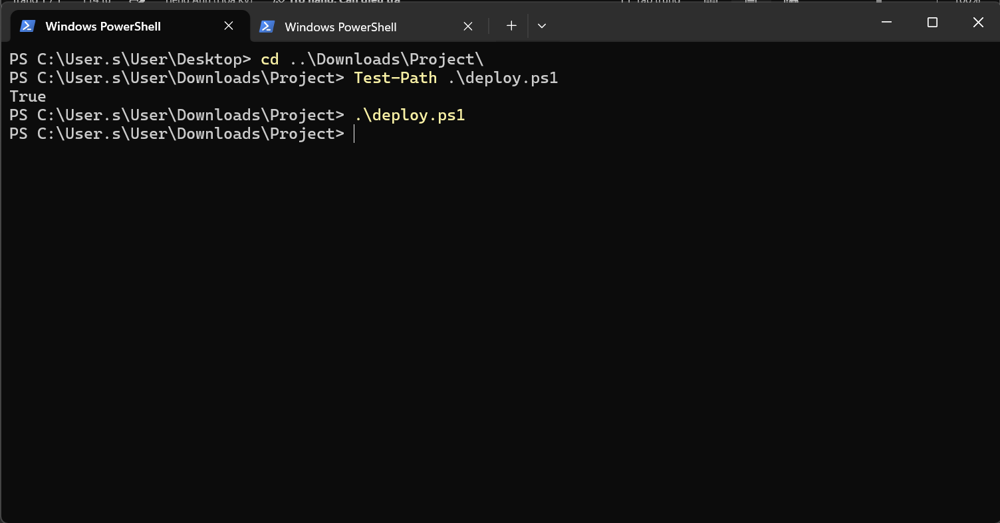 Windows PowerShell
Windows PowerShell
PS C:\User.s\User\Desktop> cd ..\Downloads\Project\
PS C:\User.s\User\Downloads\Project> Test-Path .\deploy.ps1
True
PS C:\User.s\User\Downloads\Project> .\deploy.ps1
PS C:\User.s\User\Downloads\Project>